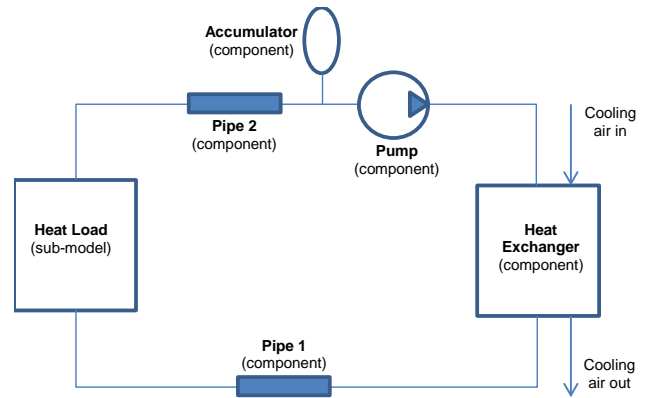 Accumulator
(component)
Pipe 2
(component)
Pump
(component)
Cooling
air in
Heat Load
(sub-model)
Heat
Exchanger
(component)
Pipe 1
(component)
Cooling
air out